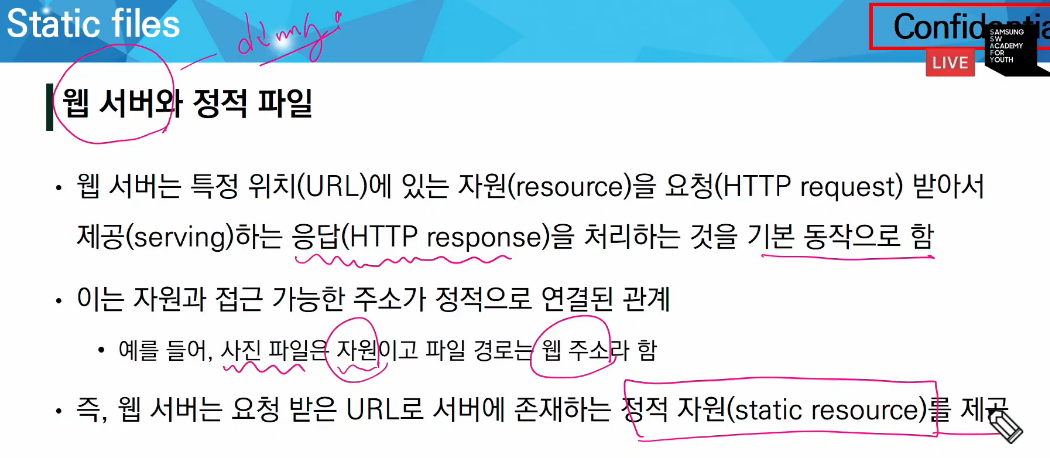 Static files
Confidentia
SAMSUNG
SW
ACADEMY
FOR
YOUTH
LIVE
웹 서버와 정적 파일
• 웹 서버는 특정 위치(URL)에 있는 자원(resource)을 요청(HTTP request) 받아서
제공(serving)하는 응답(HTTP response)을 처리하는 것을 기본 동작으로 함
• 이는 자원과 접근 가능한 주소가 정적으로 연결된 관계
• 예를 들어, 사진 파일은 자원이고 파일 경로는 웹 주소라 함
• 즉, 웹 서버는 요청 받은 URL로 서버에 존재하는 정적 자원(static resource)를 제공